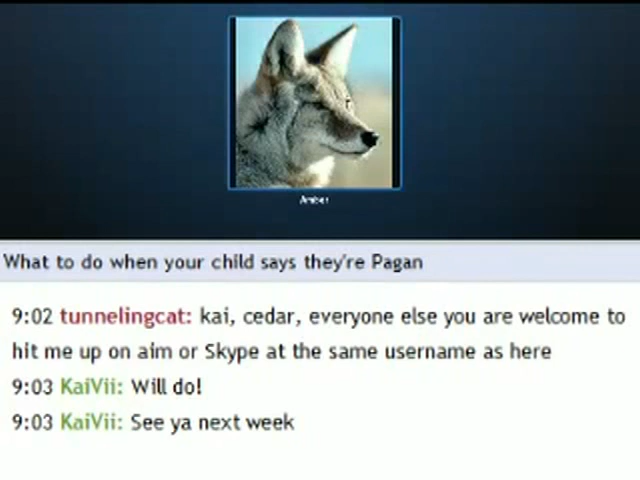 Amber
What to do when your child says they're Pagan
9:02 tunnelingcat: kai, cedar, everyone else you are welcome to
hit me up on aim or Skype at the same username as here
9:03 KaiVii: Will do!
9:03 KaiVii: See ya next week